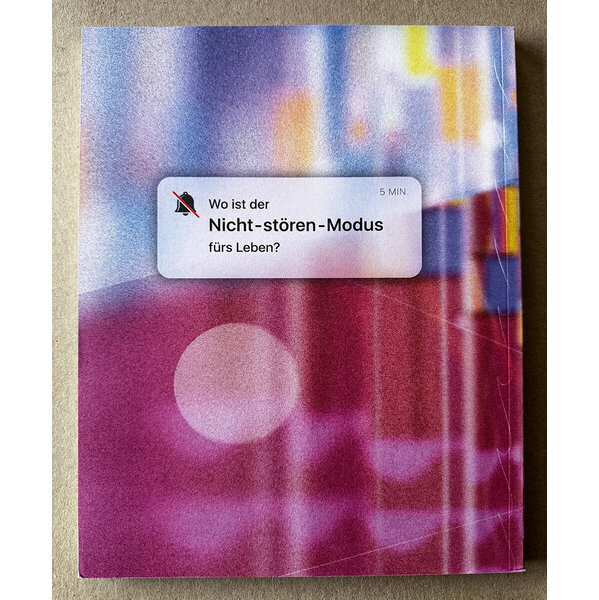 5 MIN.
Wo ist der
Nicht-stören-Modus
fürs Leben?